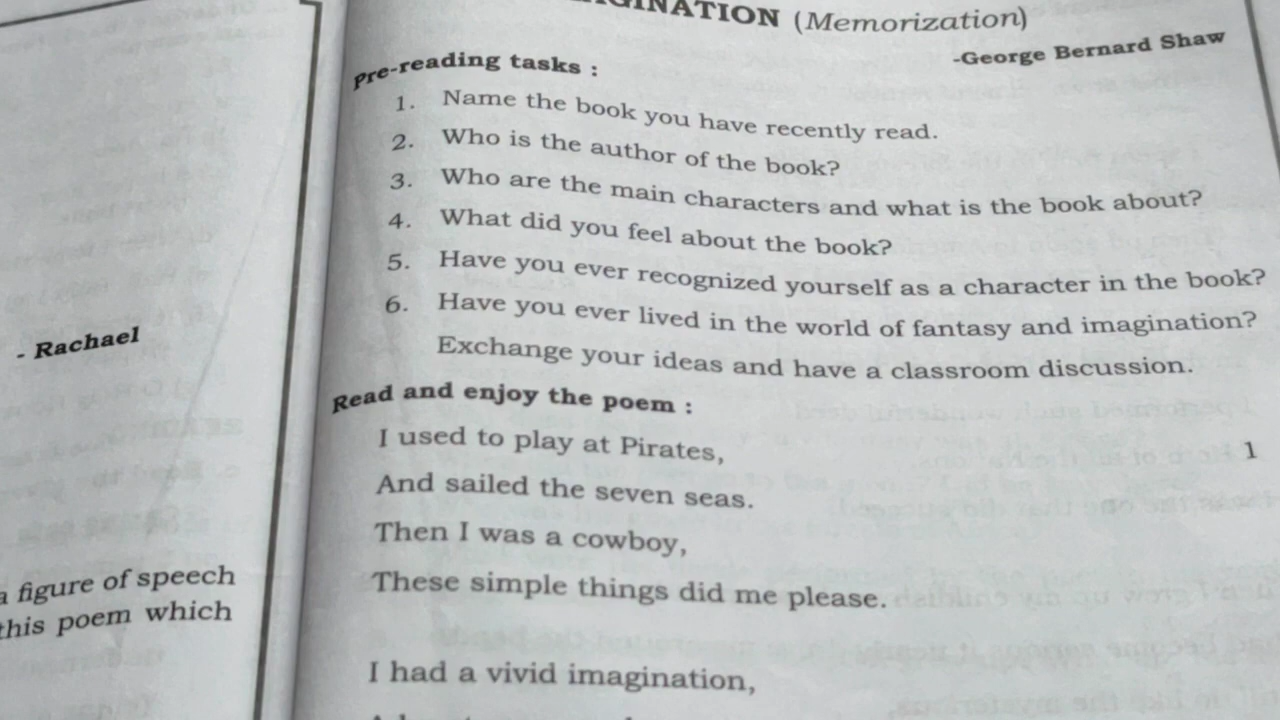 - Rachael
a figure of speech
this poem which
(Memorization)
-George Bernard Shaw
Pre-reading tasks :
1. Name the book you have recently read.
2. Who is the author of the book?
3. Who are the main characters and what is the book about?
4. What did you feel about the book?
5. Have you ever recognized yourself as a character in the book?
6. Have you ever lived in the world of fantasy and imagination?
Exchange your ideas and have a classroom discussion.
Read and enjoy the poem :
I used to play at Pirates, 1
And sailed the seven seas.
Then I was a cowboy,
These simple things did me please.
I had a vivid imagination,